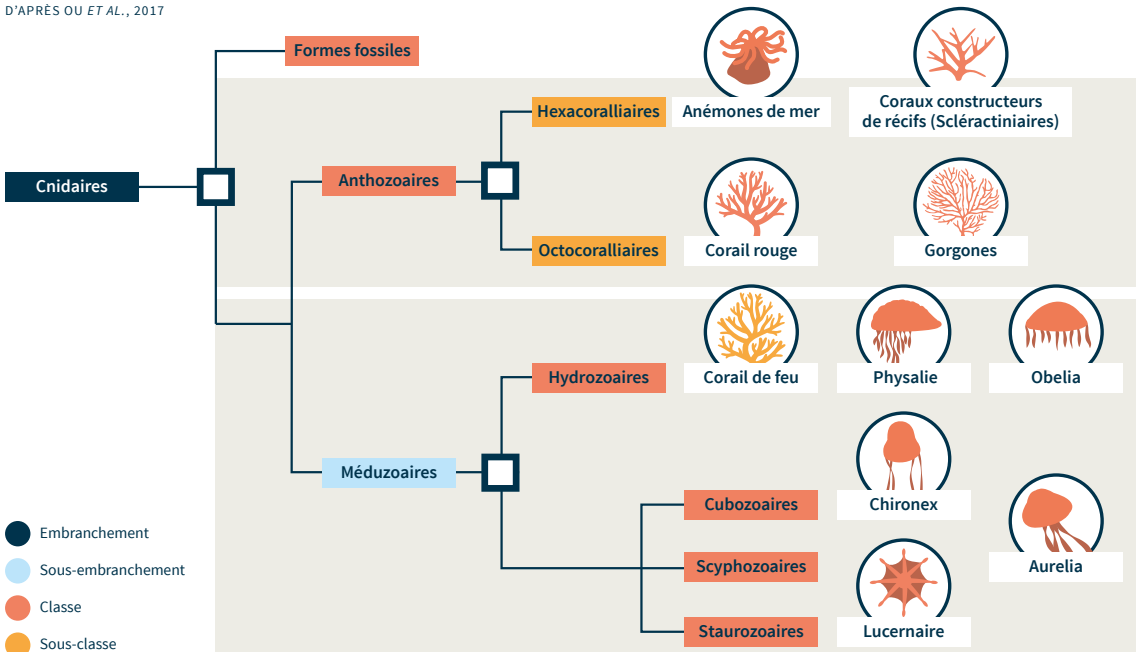 D'APRÈS OU ET AL., 2017
Formes fossiles
Hexacoralliaires
Anémones de mer
Coraux constructeurs
de récifs (Scléractiniaires)
Cnidaires
Anthozoaires
Octocoralliaires
Corail rouge
Gorgones
Hydrozoaires
Corail de feu
Physalie
Obelia
Méduzoaires
Cubozoaires
Chironex
Scyphozoaires
Aurelia
Staurozoaires
Lucernaire
Embranchement
Sous-embranchement
Classe
Sous-classe